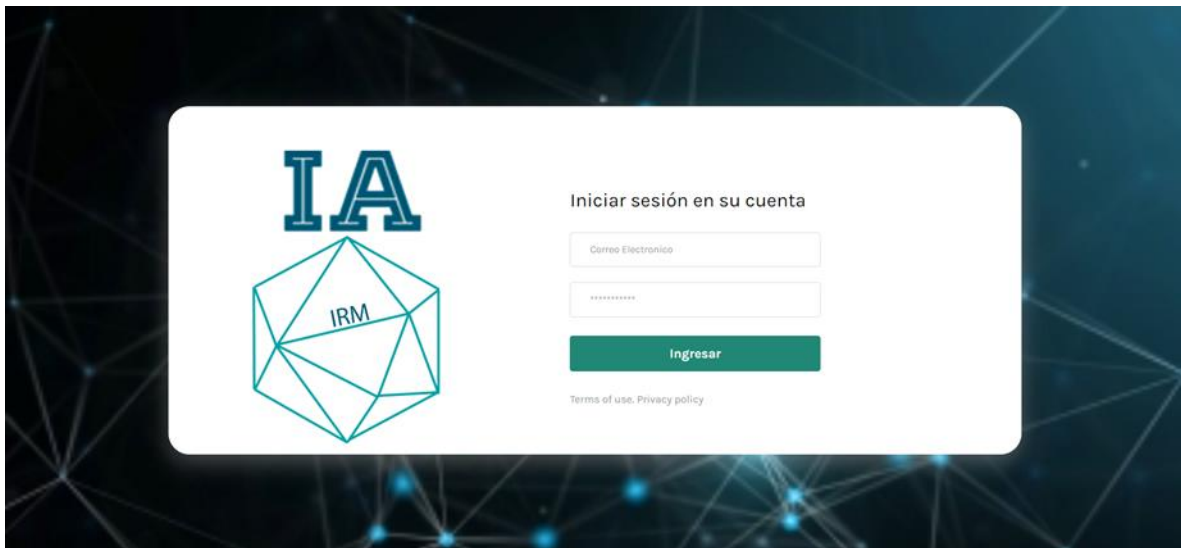 IA
IRM
Iniciar sesión en su cuenta
Correo Electronico
***********
Ingresar
Terms of use. Privacy policy